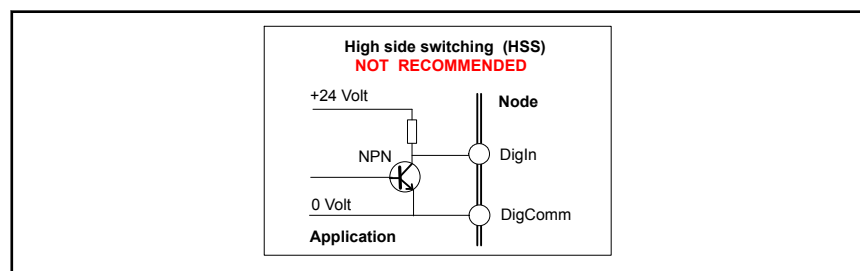 High side switching (HSS)
NOT RECOMMENDED
+24 Volt
Node
NPN
DigIn
0 Volt
DigComm
Application